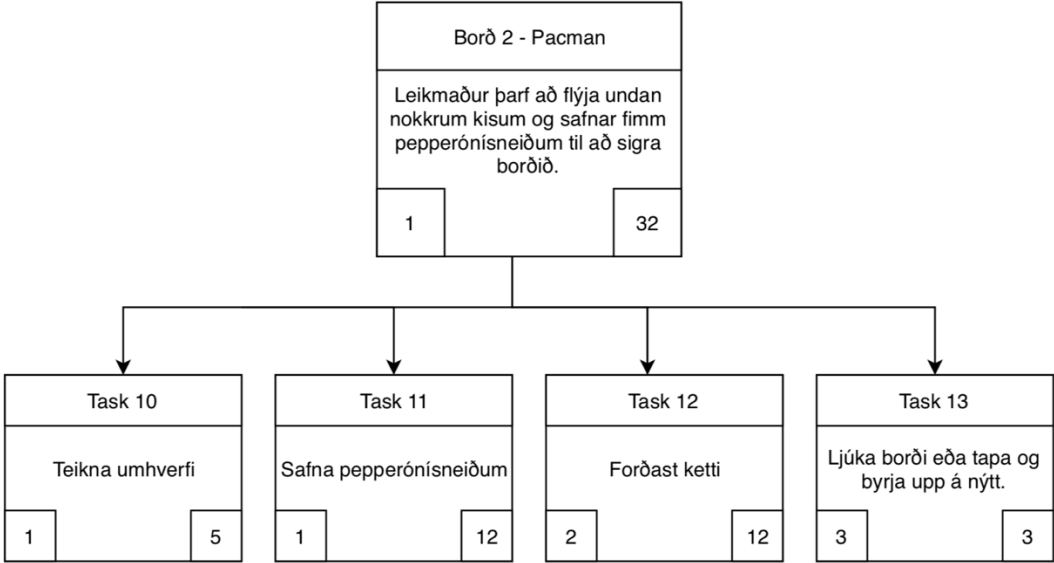 Borð 2 - Pacman
Leikmaður þarf að flýja undan
nokkrum kisum og safnar fimm
pepperónísneiðum til að sigra
borðið.
1
32
Task 10
Teikna umhverfi
1
5
Task 11
Safna pepperónísneiðum
1
12
Task 12
Forðast ketti
2
12
Task 13
Ljúka borði eða tapa og
byrja upp á nýtt.
3
3